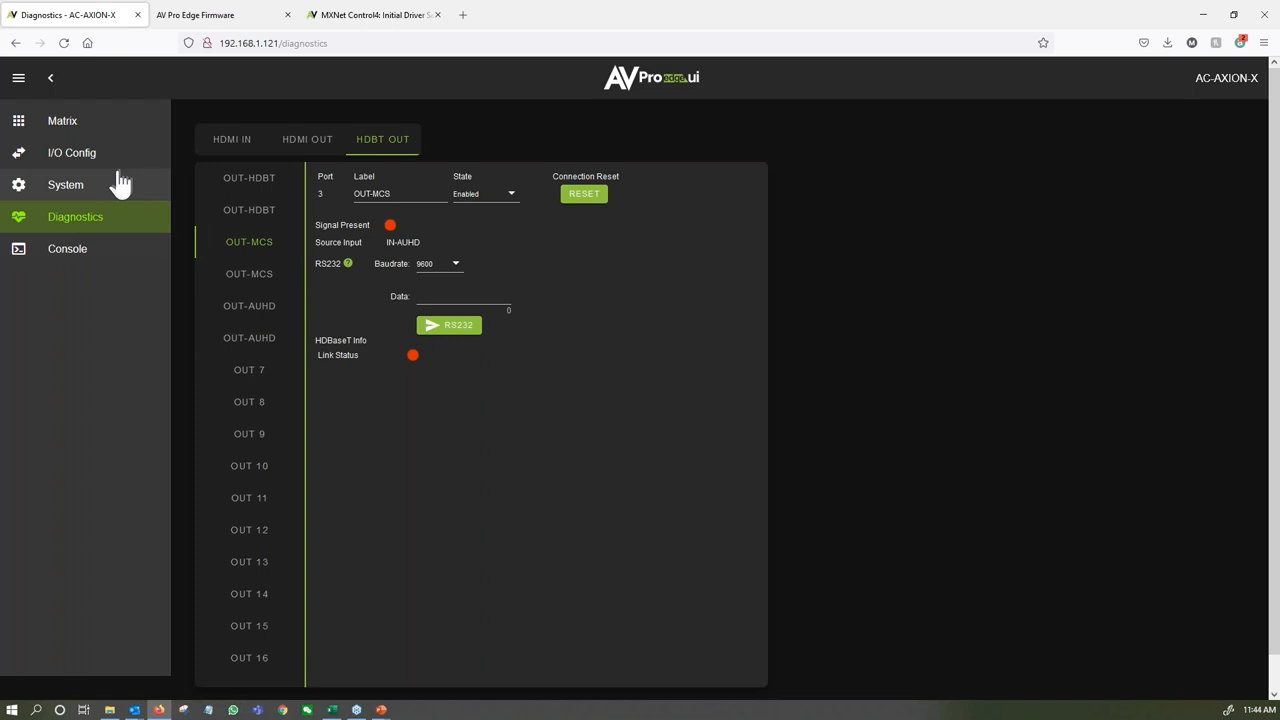 Diagnostics - AC-AXION-X
AV Pro Edge Firmware
MXNet Control4: Initial Driver S
192.168.1.121/diagnostics
2
AVPro edge.ui
AC-AXION-X
Matrix
I/O Config
System
Diagnostics
Console
HDMI IN
HDMI OUT
HDBT OUT
OUT-HDBT
OUT-HDBT
OUT-MCS
OUT-MCS
OUT-AUHD
OUT-AUHD
OUT 7
OUT 8
OUT 9
OUT 10
OUT 11
OUT 12
OUT 13
OUT 14
OUT 15
OUT 16
Port Label State Connection Reset
3 OUT-MCS Enabled RESET
Signal Present
Source Input IN-AUHD
RS232 ? Baudrate: 9600
Data:
0
RS232
HDBaseT Info
Link Status
11:44 AM